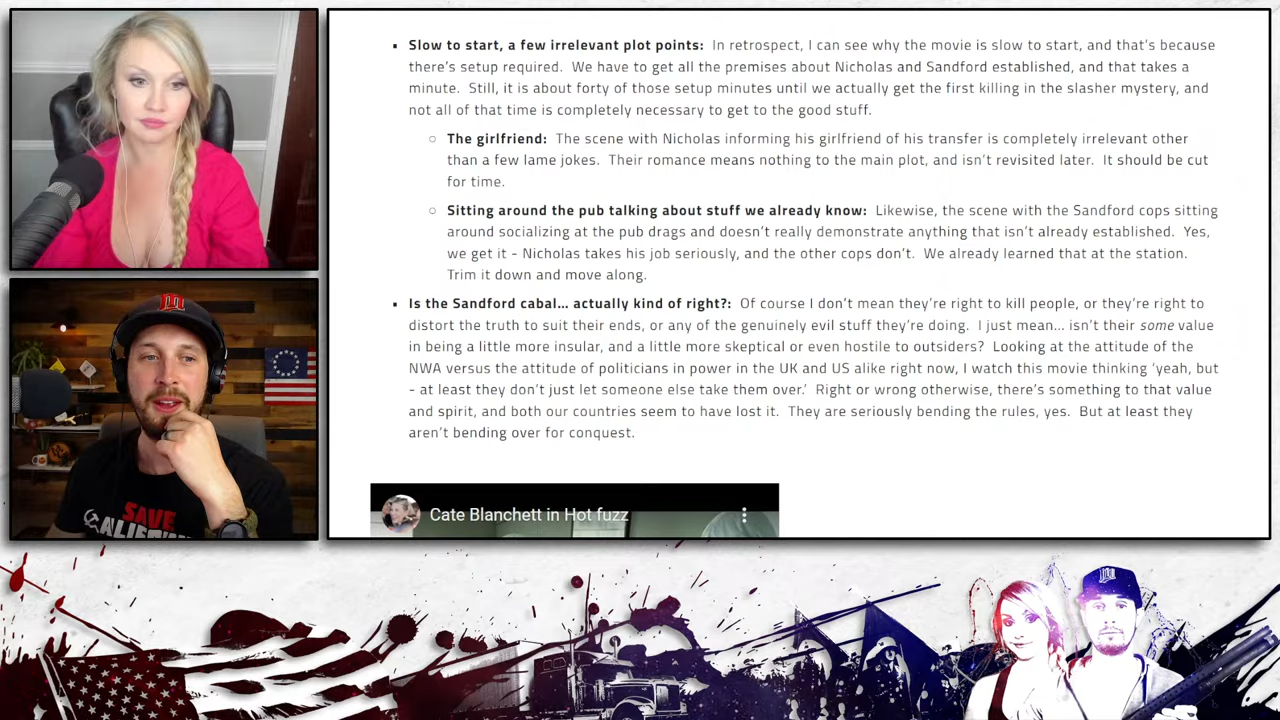 ▪ Slow to start, a few irrelevant plot points: In retrospect, I can see why the movie is slow to start, and that's because
there's setup required. We have to get all the premises about Nicholas and Sandford established, and that takes a
minute. Still, it is about forty of those setup minutes until we actually get the first killing in the slasher mystery, and
not all of that time is completely necessary to get to the good stuff.
○ The girlfriend: The scene with Nicholas informing his girlfriend of his transfer is completely irrelevant other
than a few lame jokes. Their romance means nothing to the main plot, and isn't revisited later. It should be cut
for time.
○ Sitting around the pub talking about stuff we already know: Likewise, the scene with the Sandford cops sitting
around socializing at the pub drags and doesn't really demonstrate anything that isn't already established. Yes,
we get it - Nicholas takes his job seriously, and the other cops don't. We already learned that at the station.
Trim it down and move along.
▪ Is the Sandford cabal... actually kind of right?: Of course I don't mean they're right to kill people, or they're right to
distort the truth to suit their ends, or any of the genuinely evil stuff they're doing. I just mean... isn't their some value
in being a little more insular, and a little more skeptical or even hostile to outsiders? Looking at the attitude of the
NWA versus the attitude of politicians in power in the UK and US alike right now, I watch this movie thinking 'yeah, but
- at least they don't just let someone else take them over.' Right or wrong otherwise, there's something to that value
and spirit, and both our countries seem to have lost it. They are seriously bending the rules, yes. But at least they
aren't bending over for conquest.
Cate Blanchett in Hot fuzz
SAVE